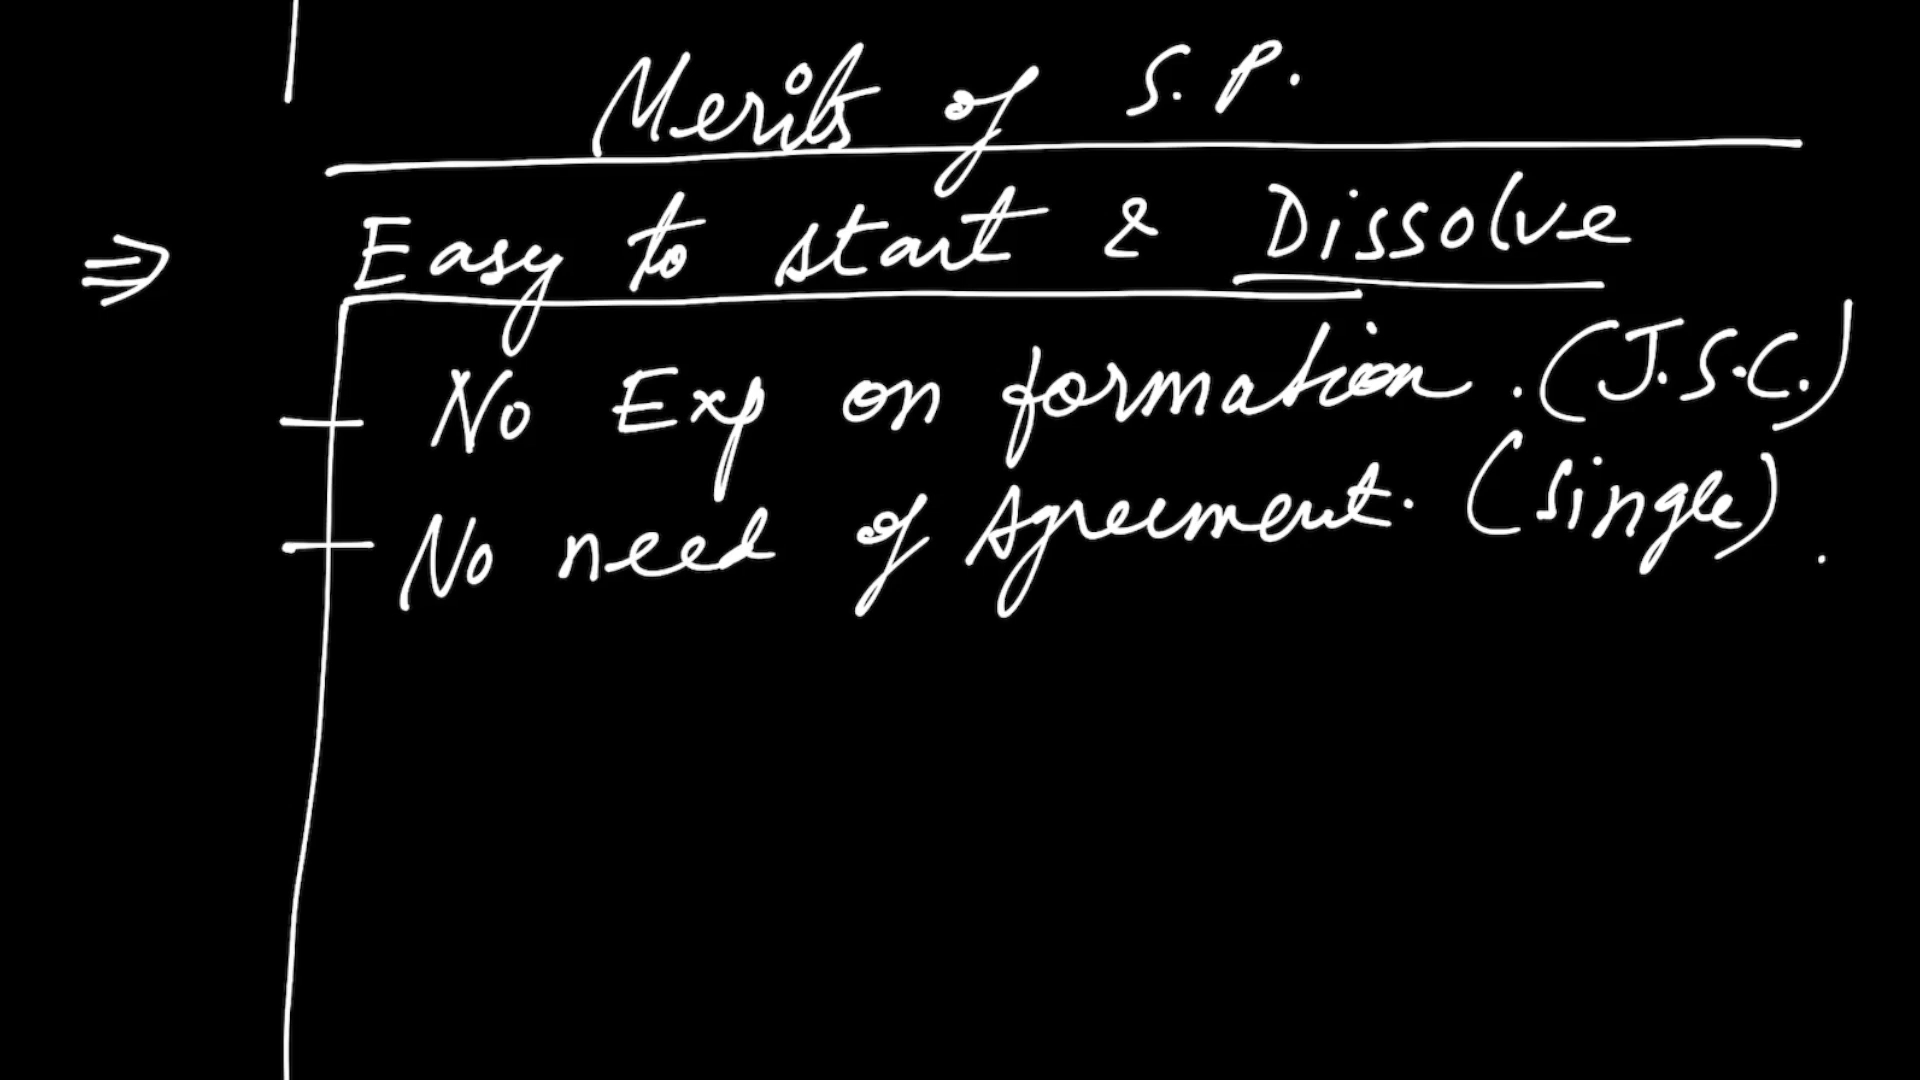 Merits of S.P.
⇒ Easy to start & Dissolve
No Exp on formation. (J.S.C.)
No need of Agreement. (Single).